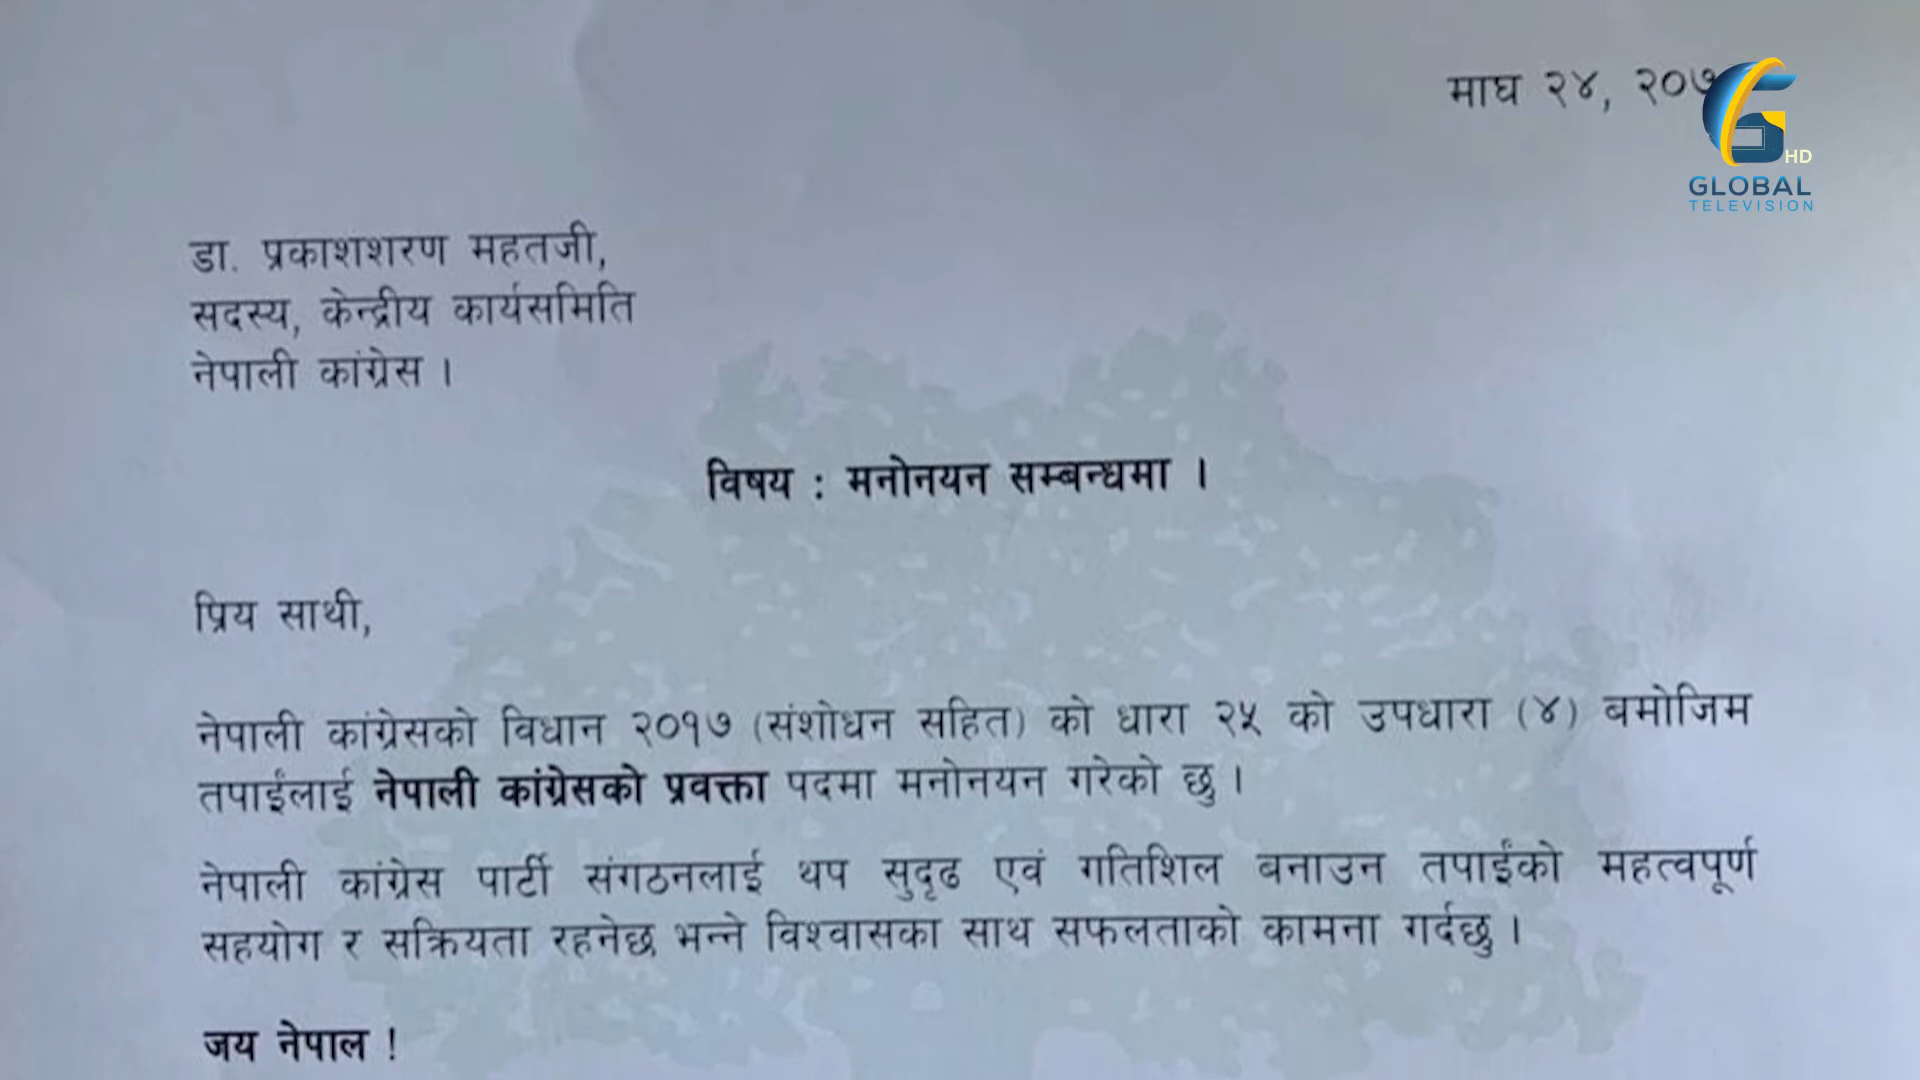 माघ २४, २०७
HD
GLOBAL
TELEVISION
डा. प्रकाशशरण महतजी,
सदस्य, केन्द्रीय कार्यसमिति
नेपाली कांग्रेस ।
विषय : मनोनयन सम्बन्धमा ।
प्रिय साथी,
नेपाली कांग्रेसको विधान २०१७ (संशोधन सहित) को धारा २५ को उपधारा (४) बमोजिम
तपाईंलाई नेपाली कांग्रेसको प्रवक्ता पदमा मनोनयन गरेको छु ।
नेपाली कांग्रेस पार्टी संगठनलाई थप सुदृढ एवं गतिशिल बनाउन तपाईंको महत्वपूर्ण
सहयोग र सक्रियता रहनेछ भन्ने विश्वासका साथ सफलताको कामना गर्दछु ।
जय नेपाल !